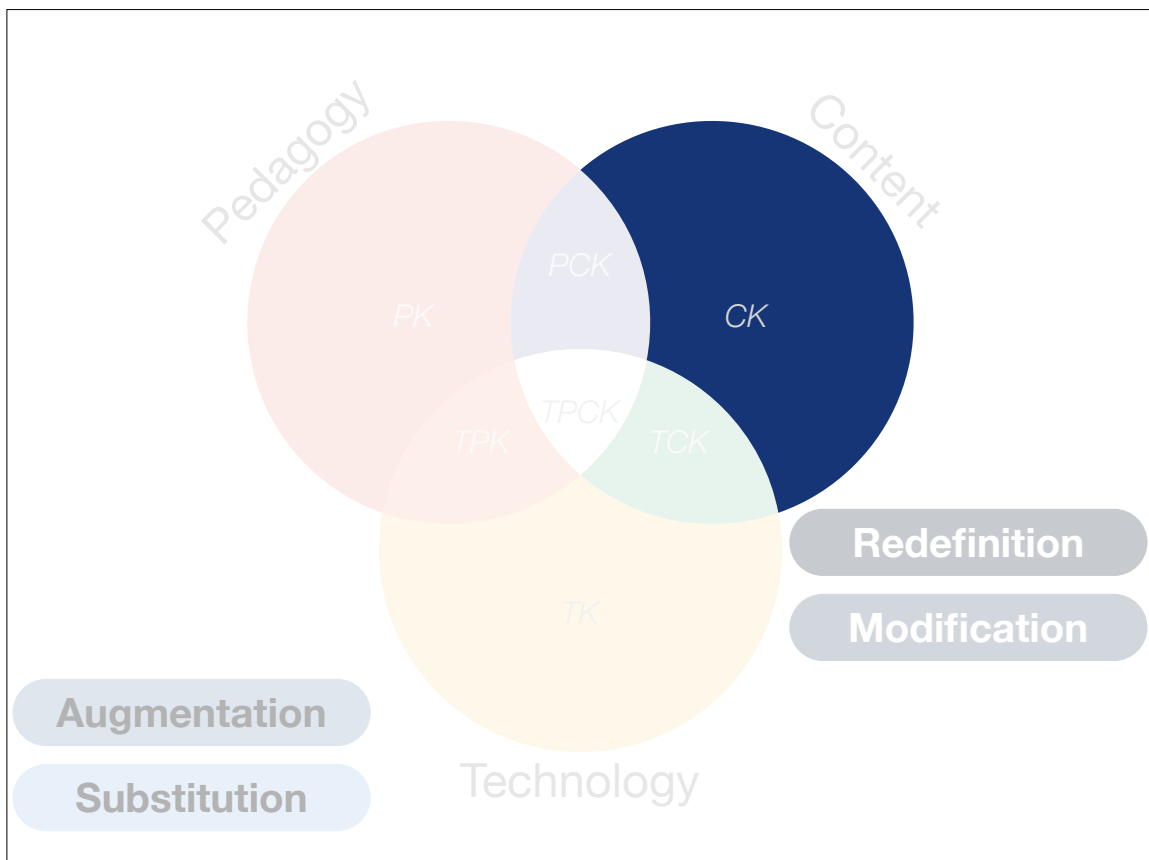 Pedagogy
Content
PCK
PK
CK
TPCK
TPK
TCK
Redefinition
TK
Modification
Augmentation
Technology
Substitution